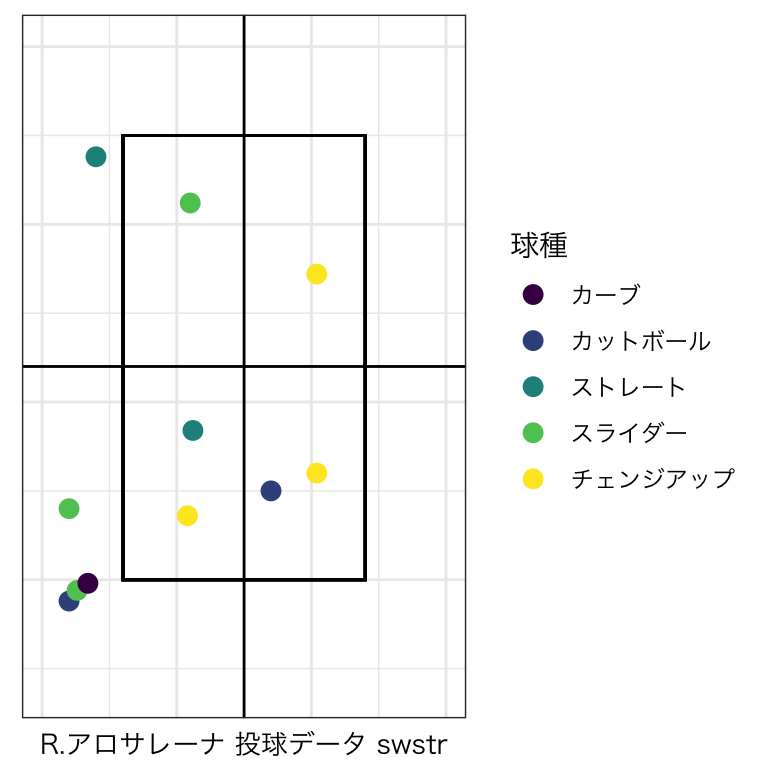 球種
カーブ
カットボール
ストレート
スライダー
チェンジアップ
R.アロサレーナ 投球データ swstr